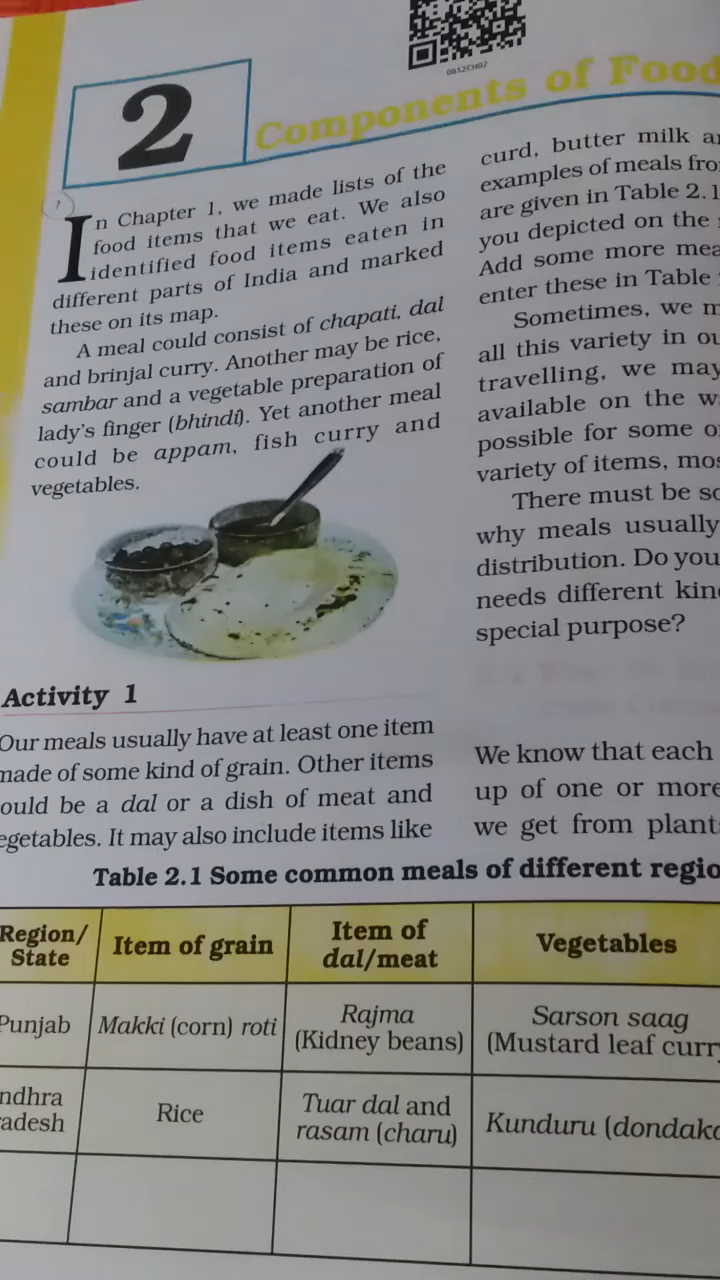 0652CH02
2
Components of Food
In Chapter 1, we made lists of the
food items that we eat. We also
identified food items eaten in
different parts of India and marked
these on its map.
A meal could consist of chapati, dal
and brinjal curry. Another may be rice,
sambar and a vegetable preparation of
lady's finger (bhindi). Yet another meal
could be appam, fish curry and
vegetables.
Activity 1
Our meals usually have at least one item
made of some kind of grain. Other items
ould be a dal or a dish of meat and
egetables. It may also include items like
curd, butter milk a
examples of meals fro
are given in Table 2.1
you depicted on the
Add some more mea
enter these in Table
Sometimes, we m
all this variety in ou
travelling, we may
available on the w
possible for some o
variety of items, mos
There must be so
why meals usually
distribution. Do you
needs different kin
special purpose?
We know that each
up of one or more
we get from plant
Table 2.1 Some common meals of different regio
Region/
State
Item of grain
Item of
dal/meat
Vegetables
Punjab
Makki (corn) roti
Rajma
(Kidney beans)
Sarson saag
(Mustard leaf curry
ndhra
radesh
Rice
Tuar dal and
rasam (charu)
Kunduru (dondaka